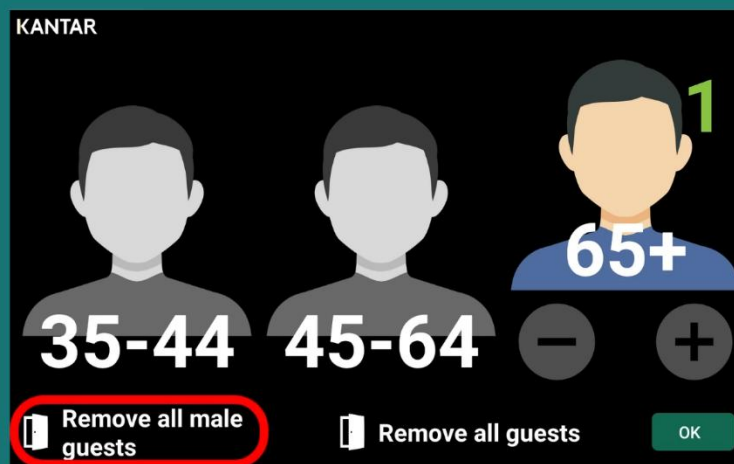 KANTAR
1
65+
35-44 45-64
Remove all male
guests
Remove all guests
OK